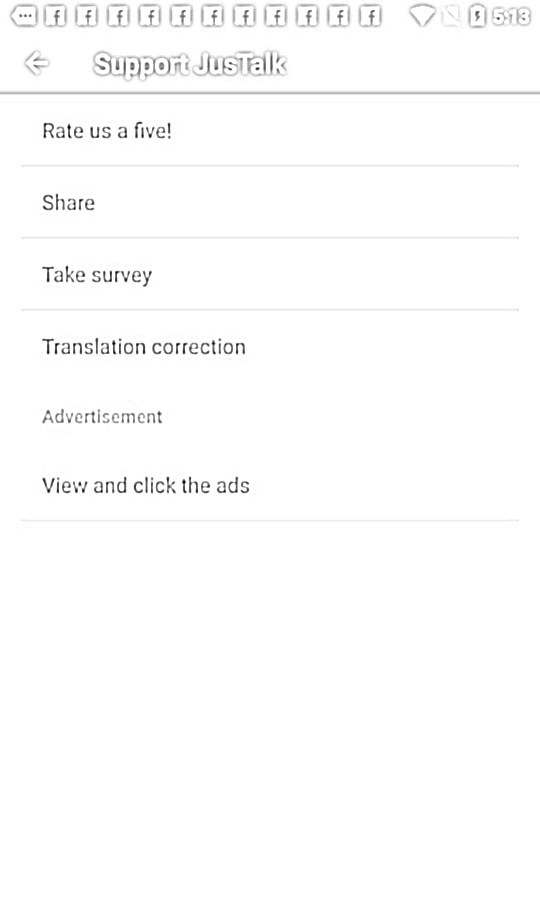 5:13
Support JusTalk
Rate us a five!
Share
Take survey
Translation correction
Advertisement
View and click the ads